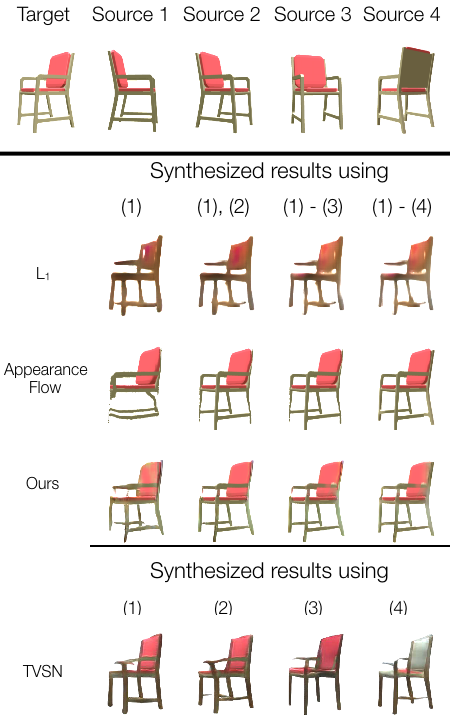 Target Source 1 Source 2 Source 3 Source 4
Synthesized results using
(1) (1), (2) (1) - (3) (1) - (4)
L₁
Appearance
Flow
Ours
Synthesized results using
(1) (2) (3) (4)
TVSN